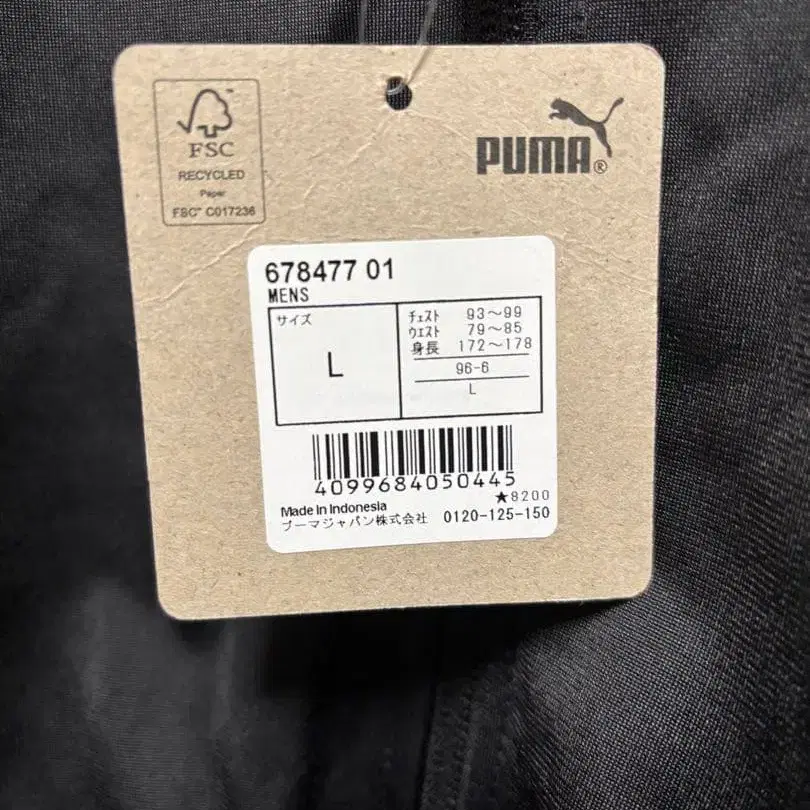 FSC
RECYCLED
Paper
FSC™ C017236
PUMA®
678477 01
MENS
サイズ
L
チェスト 93〜99
ウエスト 79〜85
身長 172〜178
96-6
L
4099684050445
★8200
Made in Indonesia
プーマジャパン株式会社 0120-125-150